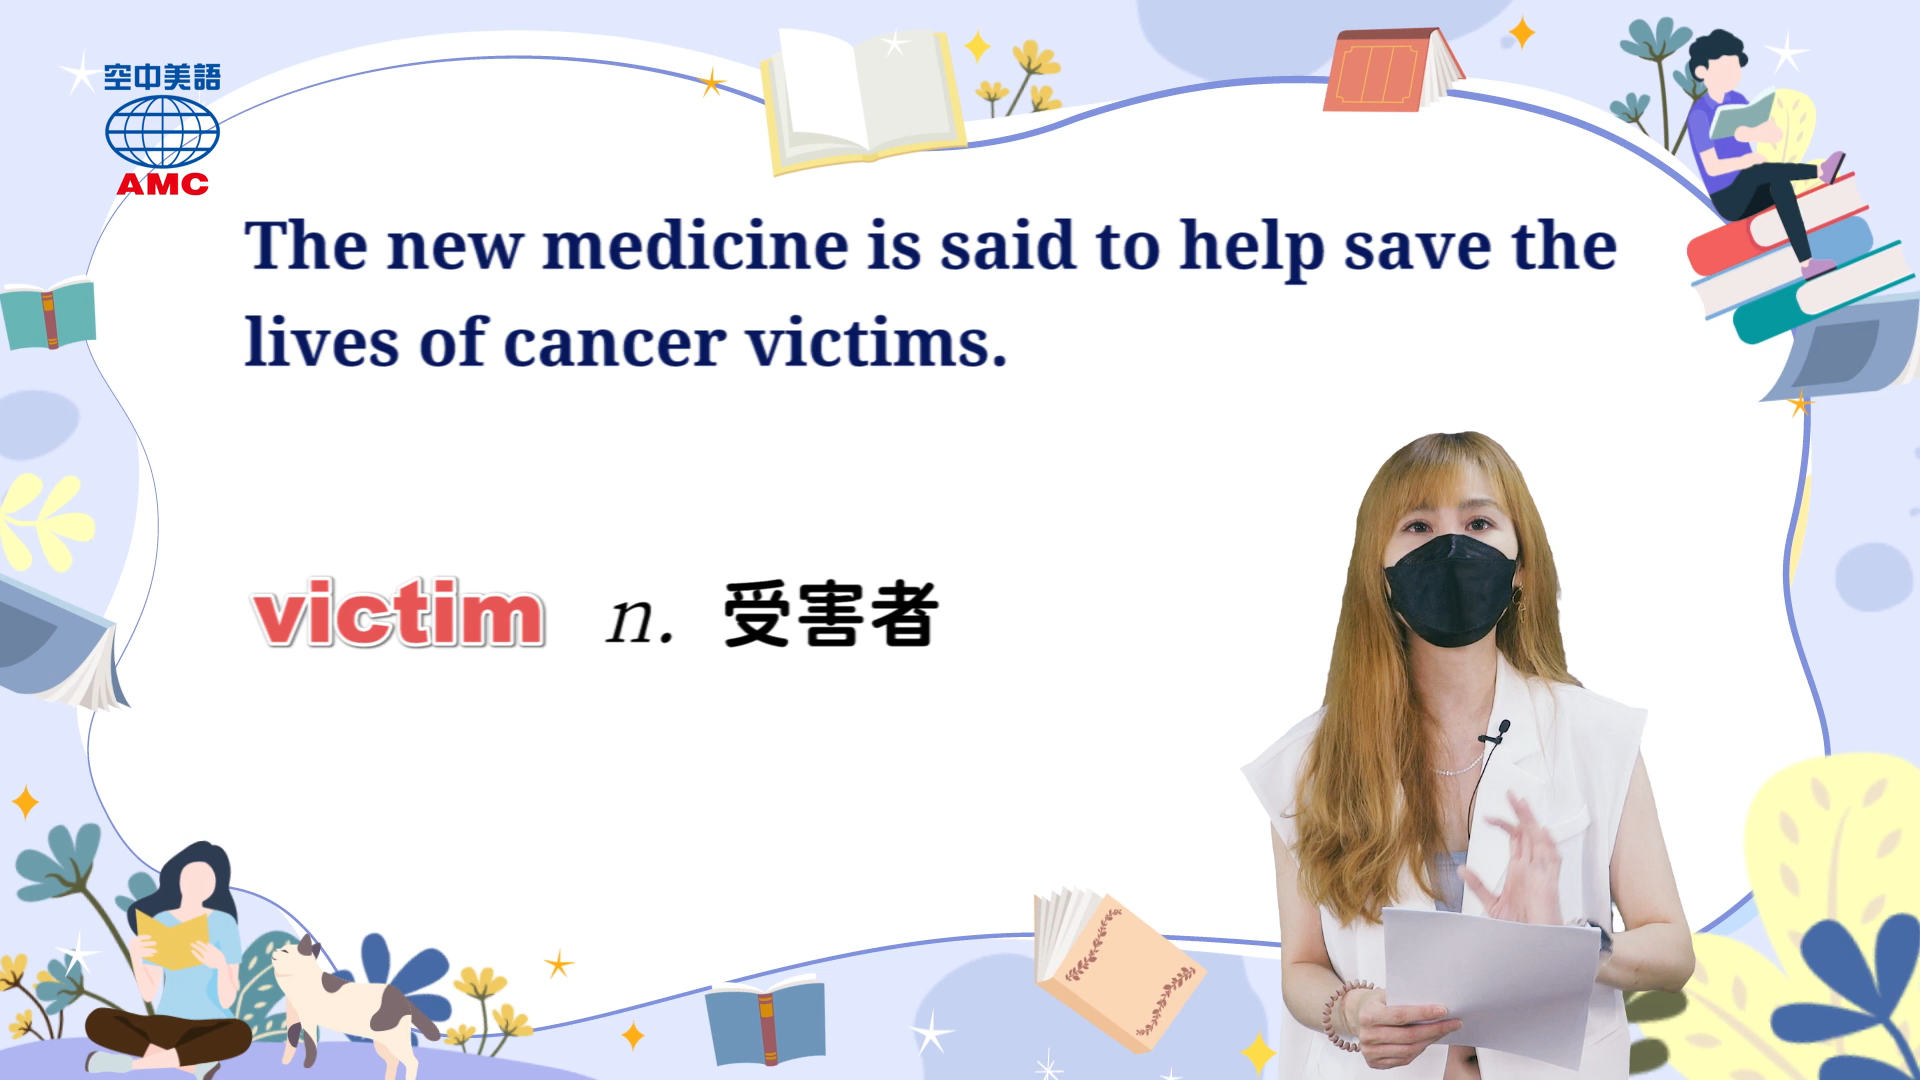 空中美語
AMC
The new medicine is said to help save the
lives of cancer victims.
victim n. 受害者